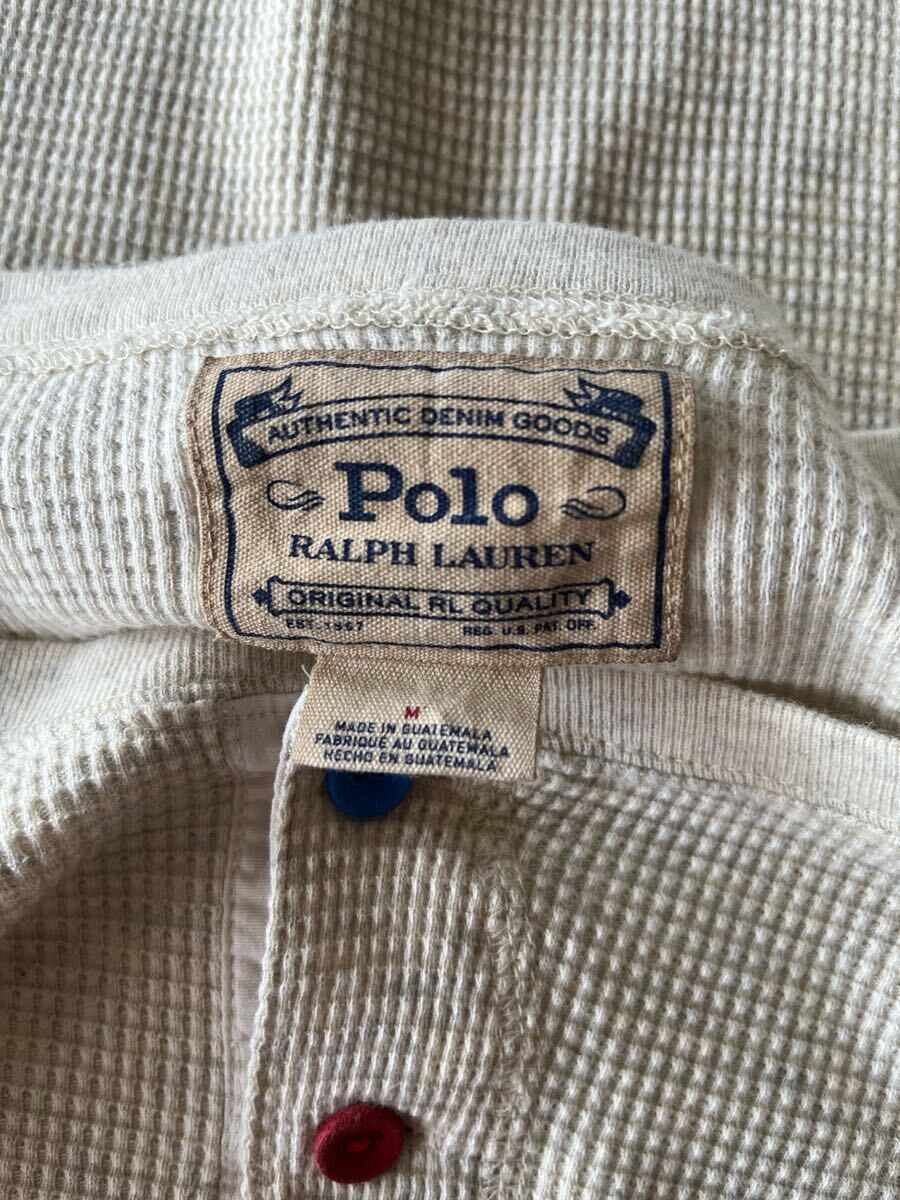 AUTHENTIC DENIM GOODS
Polo
RALPH LAUREN
ORIGINAL RL QUALITY
EST. 1967 REG. U.S. PAT. OFF.
M
MADE IN GUATEMALA
FABRIQUÉ AU GUATEMALA
HECHO EN GUATEMALA